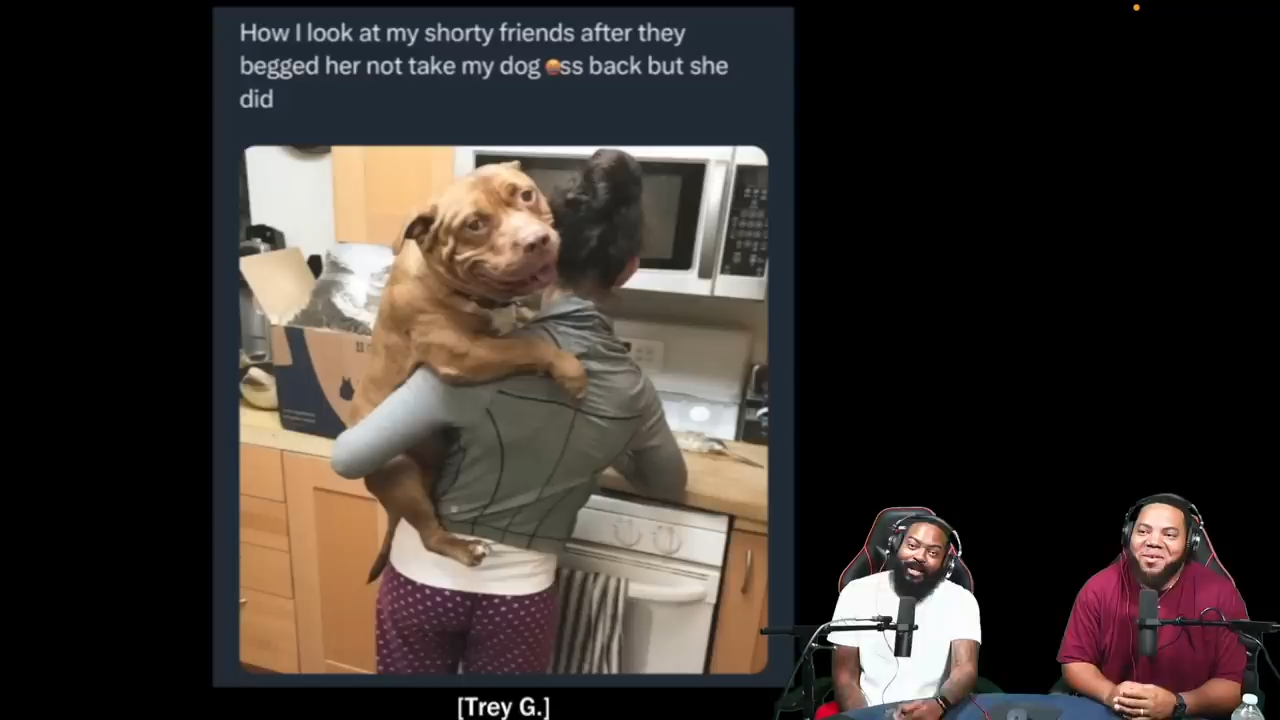 How I look at my shorty friends after they
begged her not take my dog 😡ss back but she
did
[Trey G.]